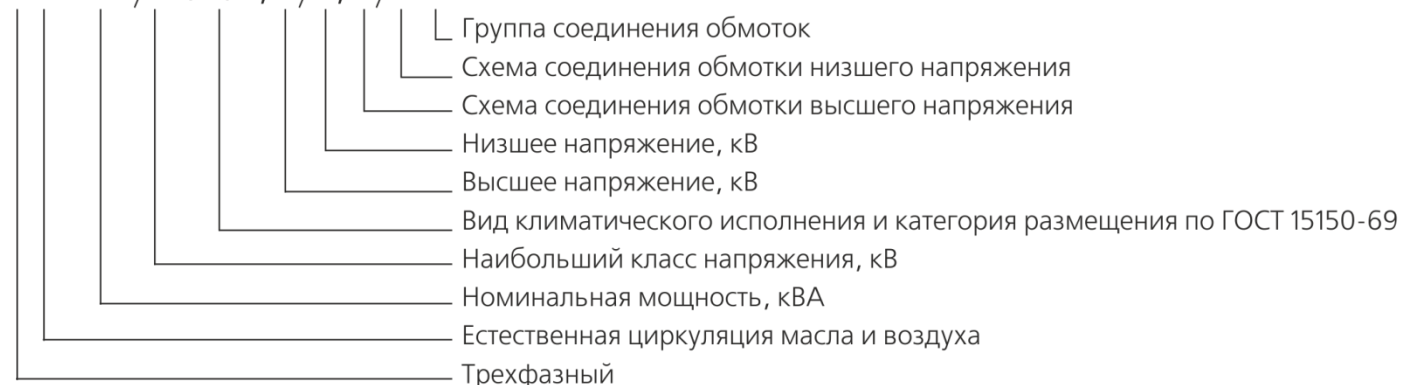 Группа соединения обмоток
Схема соединения обмотки низшего напряжения
Схема соединения обмотки высшего напряжения
Низшее напряжение, кВ
Высшее напряжение, кВ
Вид климатического исполнения и категория размещения по ГОСТ 15150-69
Наибольший класс напряжения, кВ
Номинальная мощность, кВА
Естественная циркуляция масла и воздуха
Трехфазный